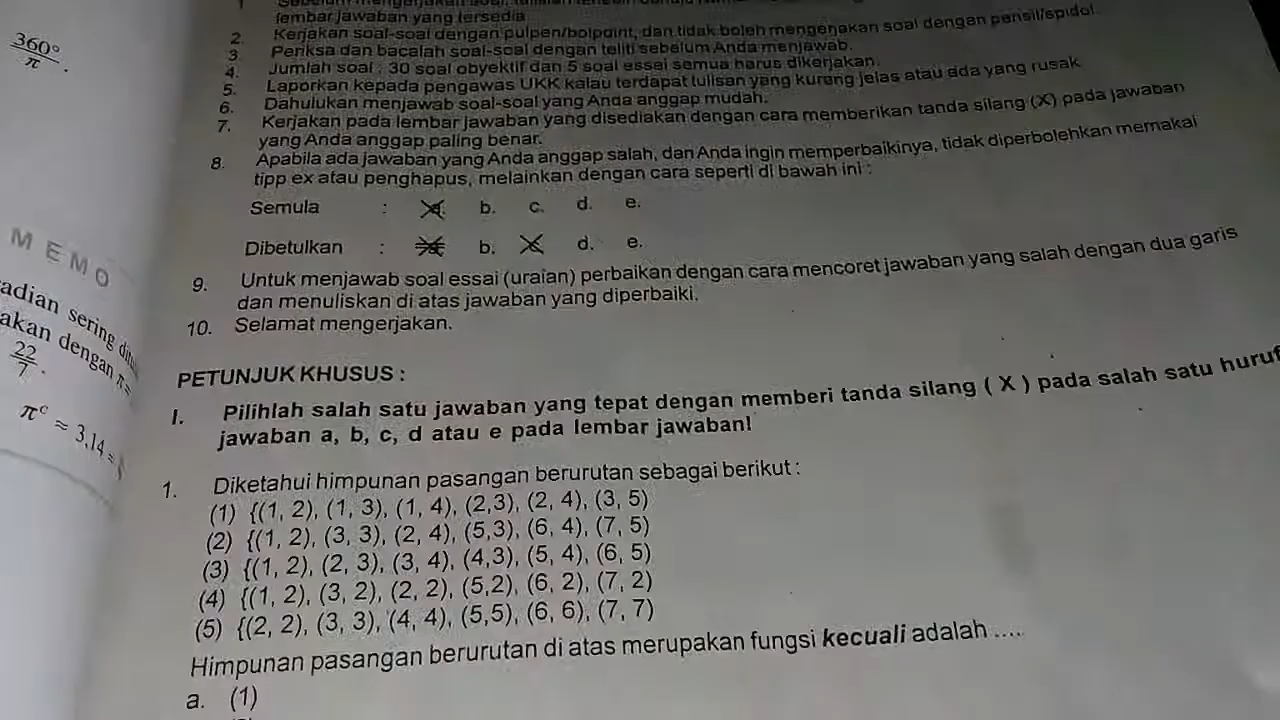 360°
π .
MEMO
adian sering
akan dengan π=
22
7 .
πᶜ ≈ 3,14 =
1
lembar jawaban yang tersedia
2. Kerjakan soal-soal dengan pulpen/bolpoint, dan tidak boleh mengerjakan soal dengan pensil/spidol.
3. Periksa dan bacalah soal-soal dengan teliti sebelum Anda menjawab.
4. Jumlah soal : 30 soal obyektif dan 5 soal essai semua harus dikerjakan.
5. Laporkan kepada pengawas UKK kalau terdapat tulisan yang kurang jelas atau ada yang rusak
6. Dahulukan menjawab soal-soal yang Anda anggap mudah.
7. Kerjakan pada lembar jawaban yang disediakan dengan cara memberikan tanda silang (X) pada jawaban
yang Anda anggap paling benar.
8. Apabila ada jawaban yang Anda anggap salah, dan Anda ingin memperbaikinya, tidak diperbolehkan memakai
tipp ex atau penghapus, melainkan dengan cara seperti di bawah ini :
Semula : a. b. c. d. e.
Dibetulkan : a. b. c. d. e.
9. Untuk menjawab soal essai (uraian) perbaikan dengan cara mencoret jawaban yang salah dengan dua garis
dan menuliskan di atas jawaban yang diperbaiki.
10. Selamat mengerjakan.
PETUNJUK KHUSUS :
I. Pilihlah salah satu jawaban yang tepat dengan memberi tanda silang ( X ) pada salah satu huruf
jawaban a, b, c, d atau e pada lembar jawaban!
1. Diketahui himpunan pasangan berurutan sebagai berikut :
(1) {(1, 2), (1, 3), (1, 4), (2,3), (2, 4), (3, 5)
(2) {(1, 2), (3, 3), (2, 4), (5,3), (6, 4), (7, 5)
(3) {(1, 2), (2, 3), (3, 4), (4,3), (5, 4), (6, 5)
(4) {(1, 2), (3, 2), (2, 2), (5,2), (6, 2), (7, 2)
(5) {(2, 2), (3, 3), (4, 4), (5,5), (6, 6), (7, 7)
Himpunan pasangan berurutan di atas merupakan fungsi kecuali adalah ....
a. (1)